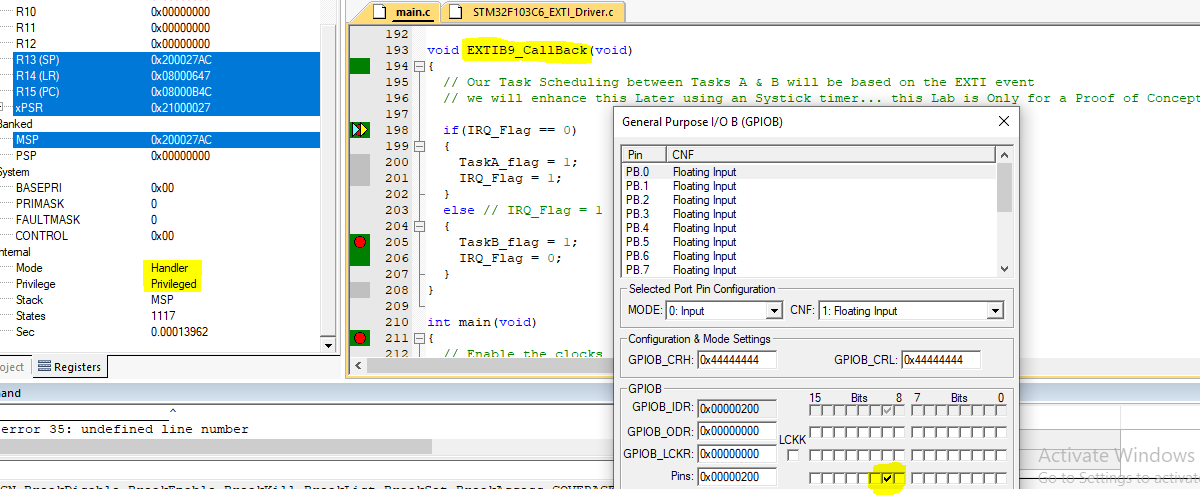 R10 0x00000000
R11 0x00000000
R12 0x00000000
R13 (SP) 0x200027AC
R14 (LR) 0x08000647
R15 (PC) 0x08000B4C
xPSR 0x21000027
Banked
MSP 0x200027AC
PSP 0x00000000
System
BASEPRI 0x00
PRIMASK 0
FAULTMASK 0
CONTROL 0x00
Internal
Mode Handler
Privilege Privileged
Stack MSP
States 1117
Sec 0.00013962
oject Registers
and
error 35: undefined line number
main.c STM32F103C6_EXTI_Driver.c
192
193 void EXTIB9_CallBack(void)
194 {
195 // Our Task Scheduling between Tasks A & B will be based on the EXTI event
196 // we will enhance this Later using an Systick timer... this Lab is Only for a Proof of Concept
197
198 if(IRQ_Flag == 0)
199 {
200 TaskA_flag = 1;
201 IRQ_Flag = 1;
202 }
203 else // IRQ_Flag = 1
204 {
205 TaskB_flag = 1;
206 IRQ_Flag = 0;
207 }
208 }
209
210 int main(void)
211 {
212 // Enable the clocks
General Purpose I/O B (GPIOB)
Pin CNF
PB.0 Floating Input
PB.1 Floating Input
PB.2 Floating Input
PB.3 Floating Input
PB.4 Floating Input
PB.5 Floating Input
PB.6 Floating Input
PB.7 Floating Input
Selected Port Pin Configuration
MODE: 0: Input CNF: 1: Floating Input
Configuration & Mode Settings
GPIOB_CRH: 0x44444444 GPIOB_CRL: 0x44444444
GPIOB
15 Bits 8 7 Bits 0
GPIOB_IDR: 0x00000200
GPIOB_ODR: 0x00000000
LCKK
GPIOB_LCKR: 0x00000000
Pins: 0x00000200
Activate Windows
Go to Settings to activat